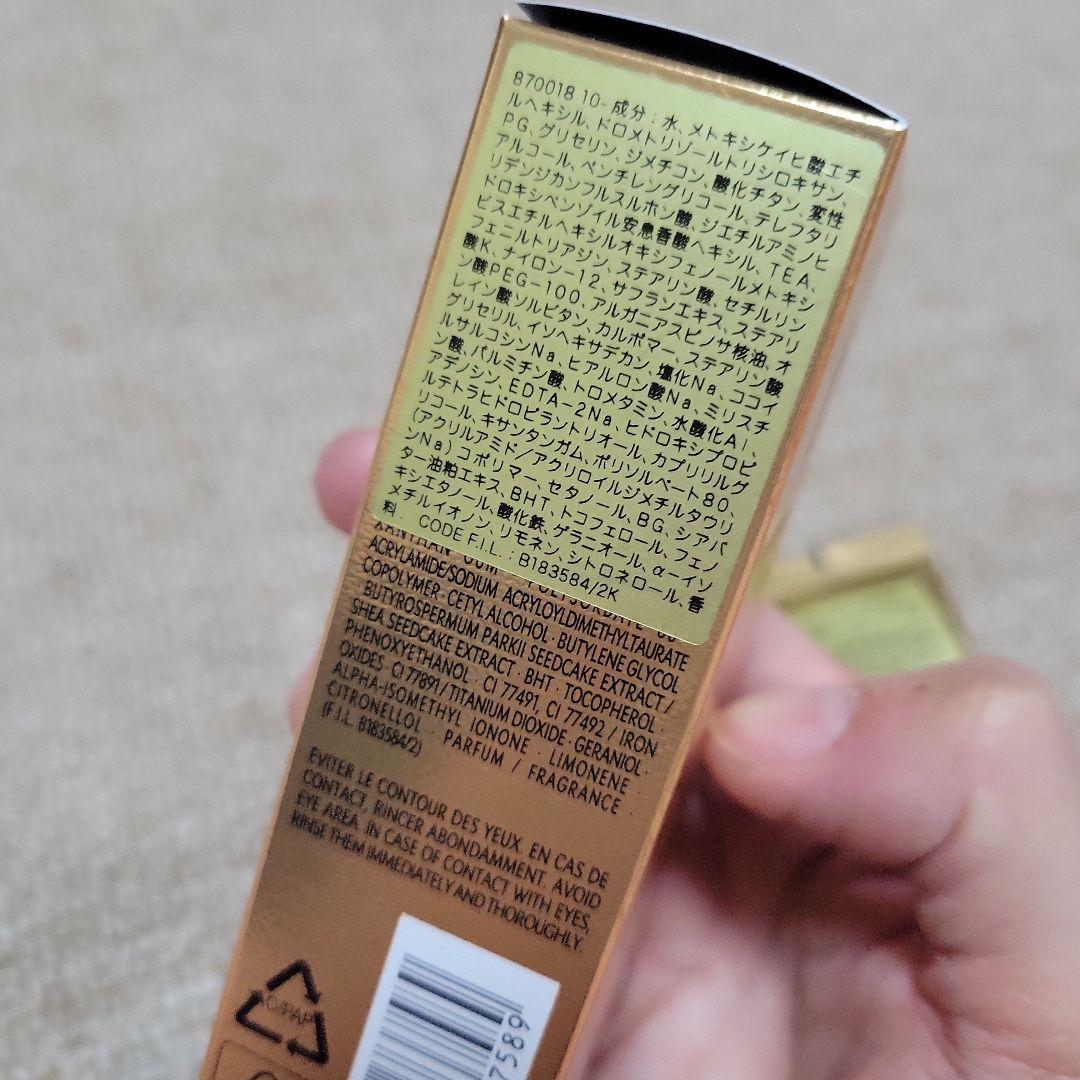 870018 10- 成分:水、メトキシケイヒ酸エチ
ルヘキシル、ドロメトリゾールトリシロキサン、
PG、グリセリン、ジメチコン、酸化チタン、変性
アルコール、ペンチレングリコール、テレフタリ
リデンジカンフルスルホン酸、ジエチルアミノヒ
ドロキシベンゾイル安息香酸ヘキシル、TEA、
ビスエチルヘキシルオキシフェノールメトキシ
フェニルトリアジン、ステアリン酸、セチルリン
酸K、ナイロン-12、サフランエキス、ステアリ
ン酸PEG-100、アルガニアスピノサ核油、オ
レイン酸ソルビタン、カルボマー、ステアリン酸
グリセリル、イソヘキサデカン、塩化Na、ココイ
ルサルコシンNa、ヒアルロン酸Na、ミリスチ
ン酸、パルミチン酸、トロメタミン、水酸化Al、
アデノシン、EDTA-2Na、ヒドロキシプロピ
ルテトラヒドロピラントリオール、カプリリルグ
リコール、キサンタンガム、ポリソルベート80、
(アクリルアミド/アクリロイルジメチルタウリ
ンNa)コポリマー、セタノール、BG、シアバ
ター油粕エキス、BHT、トコフェロール、フェノ
キシエタノール、酸化鉄、ゲラニオール、α-イソ
メチルイオノン、リモネン、シトロネロール、香
料. CODE F.I.L.: B183584/2K
XANTHAN GUM · POLYSORBATE 80
ACRYLAMIDE/SODIUM ACRYLOYLDIMETHYLTAURATE
COPOLYMER · CETYL ALCOHOL · BUTYLENE GLYCOL
BUTYROSPERMUM PARKII SEEDCAKE EXTRACT /
SHEA SEEDCAKE EXTRACT · BHT · TOCOPHEROL ·
PHENOXYETHANOL · CI 77491, CI 77492 / IRON
OXIDES · CI 77891 / TITANIUM DIOXIDE · GERANIOL ·
ALPHA-ISOMETHYL IONONE · LIMONENE ·
CITRONELLOL · PARFUM / FRAGRANCE ·
(F.I.L. B183584/2)
EVITER LE CONTOUR DES YEUX. EN CAS DE
CONTACT, RINCER ABONDAMMENT. AVOID
EYE AREA. IN CASE OF CONTACT WITH EYES,
RINSE THEM IMMEDIATELY AND THOROUGHLY.
PAP
7589